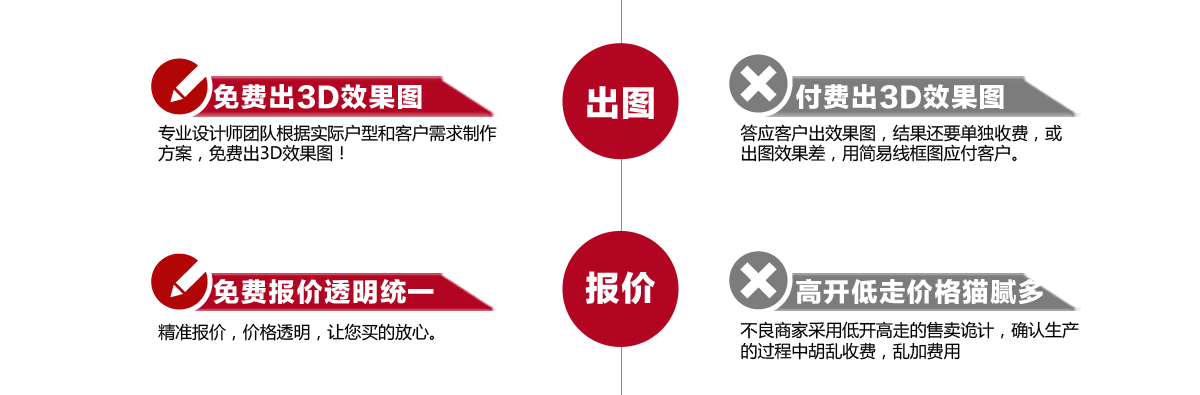 免费出3D效果图
专业设计师团队根据实际户型和客户需求制作
方案，免费出3D效果图！
出图
付费出3D效果图
答应客户出效果图，结果还要单独收费，或
出图效果差，用简易线框图应付客户。
免费报价透明统一
精准报价，价格透明，让您买的放心。
报价
高开低走价格猫腻多
不良商家采用低开高走的售卖诡计，确认生产
的过程中胡乱收费，乱加费用